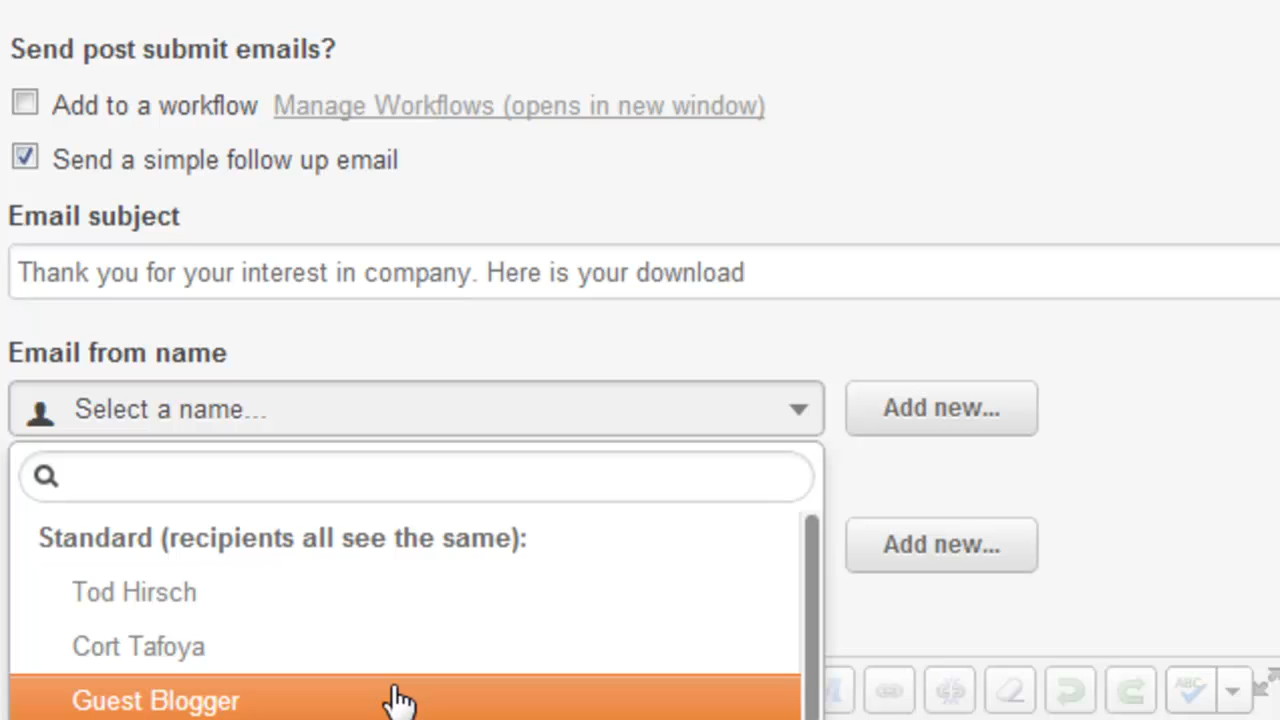 Send post submit emails?
Add to a workflow Manage Workflows (opens in new window)
Send a simple follow up email
Email subject
Thank you for your interest in company. Here is your download
Email from name
Select a name... Add new...
Standard (recipients all see the same):
Add new...
Tod Hirsch
Cort Tafoya
Guest Blogger
ABC